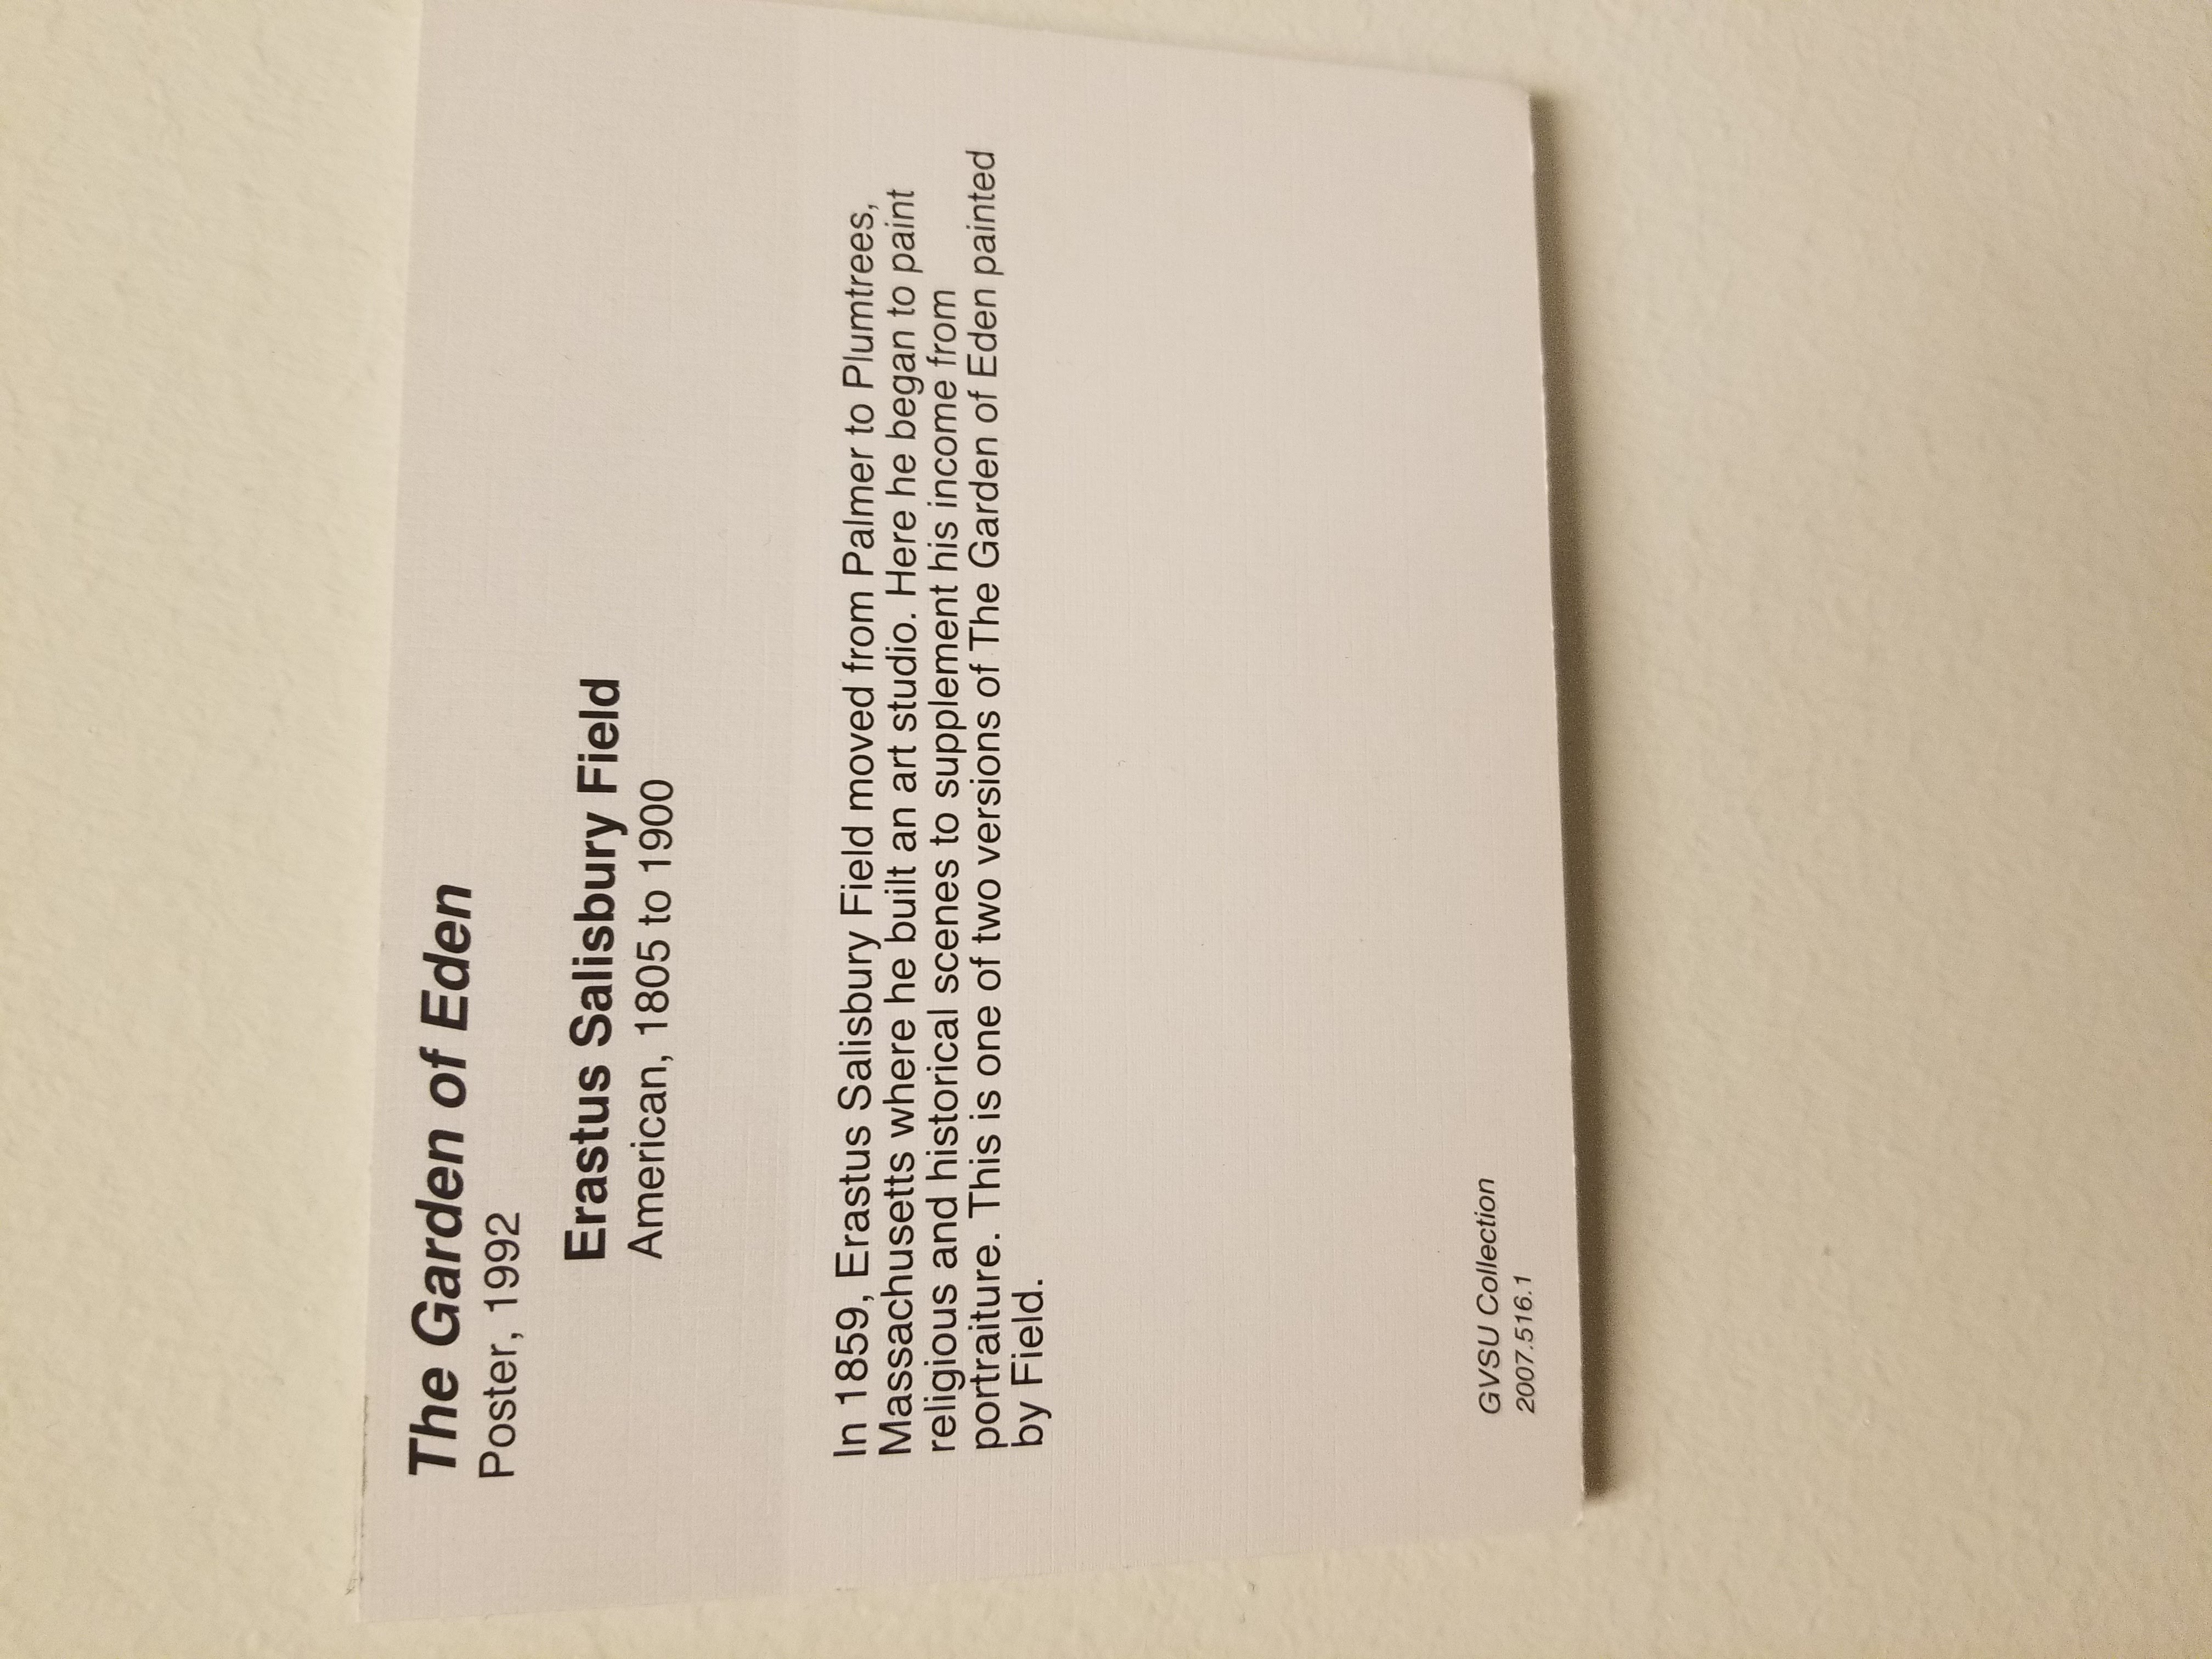 The Garden of Eden
Poster, 1992
Erastus Salisbury Field
American, 1805 to 1900
In 1859, Erastus Salisbury Field moved from Palmer to Plumtrees,
Massachusetts where he built an art studio. Here he began to paint
religious and historical scenes to supplement his income from
portraiture. This is one of two versions of The Garden of Eden painted
by Field.
GVSU Collection
2007.516.1